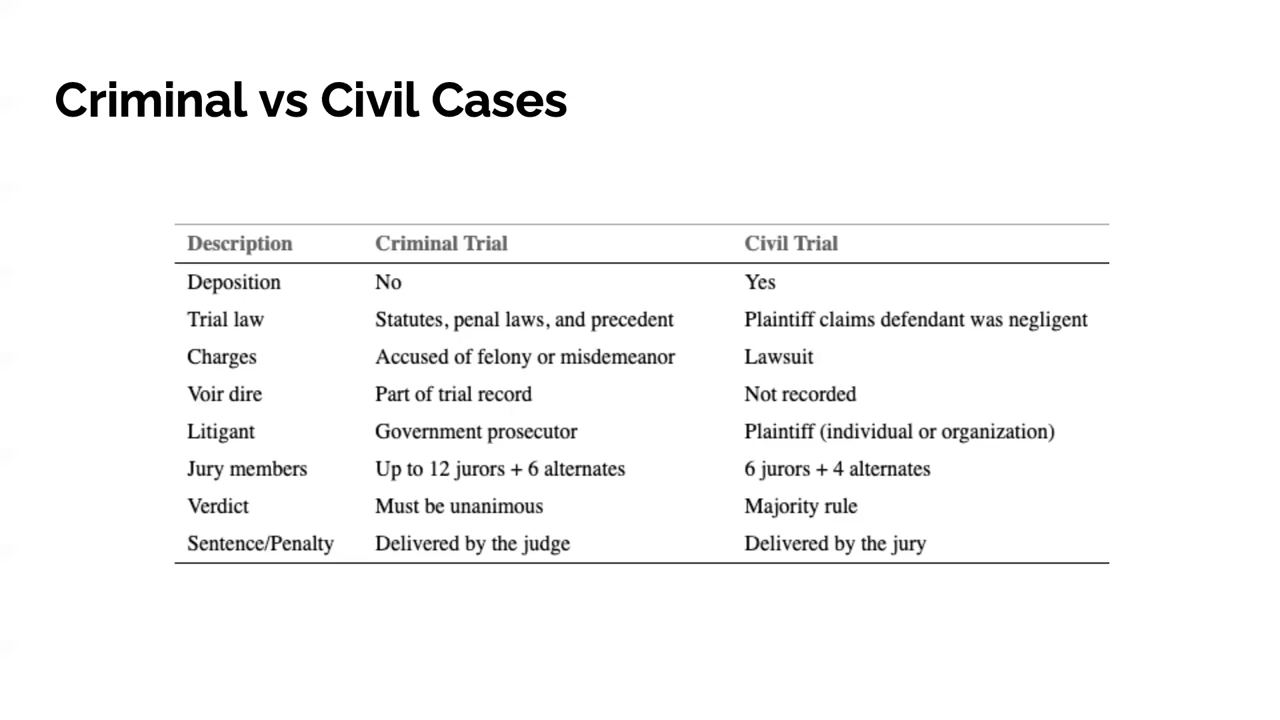 Criminal vs Civil Cases
Description Criminal Trial Civil Trial
Deposition No Yes
Trial law Statutes, penal laws, and precedent Plaintiff claims defendant was negligent
Charges Accused of felony or misdemeanor Lawsuit
Voir dire Part of trial record Not recorded
Litigant Government prosecutor Plaintiff (individual or organization)
Jury members Up to 12 jurors + 6 alternates 6 jurors + 4 alternates
Verdict Must be unanimous Majority rule
Sentence/Penalty Delivered by the judge Delivered by the jury